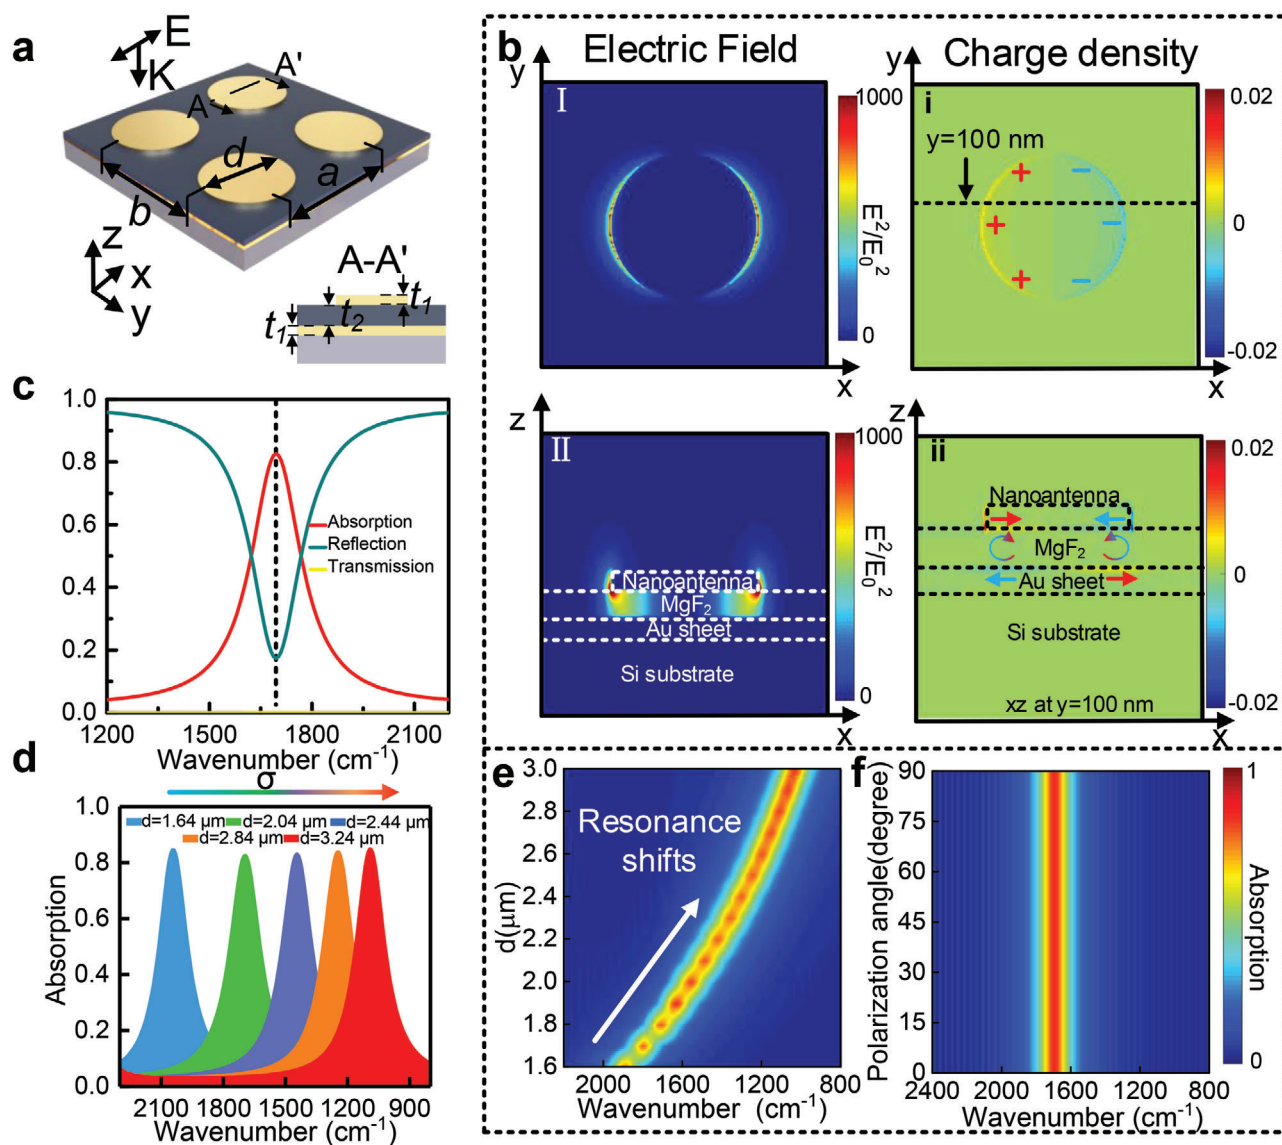 a
E
K
A'
A
d
a
b
z
x
y
A-A'
t1
t2
t1
b
Electric Field
Charge density
y
I
1000
E²/E₀²
0
x
y
i
y=100 nm
+
+
+
−
−
−
0.02
0
-0.02
x
z
II
Nanoantenna
MgF₂
Au sheet
Si substrate
1000
E²/E₀²
0
x
z
ii
Nanoantenna
MgF₂
Au sheet
Si substrate
xz at y=100 nm
0.02
0
-0.02
x
c
1.0
0.8
0.6
0.4
0.2
0.0
Absorption
Reflection
Transmission
1200 1500 1800 2100
Wavenumber (cm⁻¹)
d
σ
1.0
0.8
0.6
0.4
0.2
0.0
Absorption
d=1.64 μm d=2.04 μm d=2.44 μm
d=2.84 μm d=3.24 μm
2100 1800 1500 1200 900
Wavenumber (cm⁻¹)
e
3.0
2.8
2.6
2.4
2.2
2.0
1.8
1.6
d(μm)
Resonance
shifts
2000 1600 1200 800
Wavenumber (cm⁻¹)
f
90
75
60
45
30
15
0
Polarization angle(degree)
2400 2000 1600 1200 800
Wavenumber (cm⁻¹)
1
Absorption
0